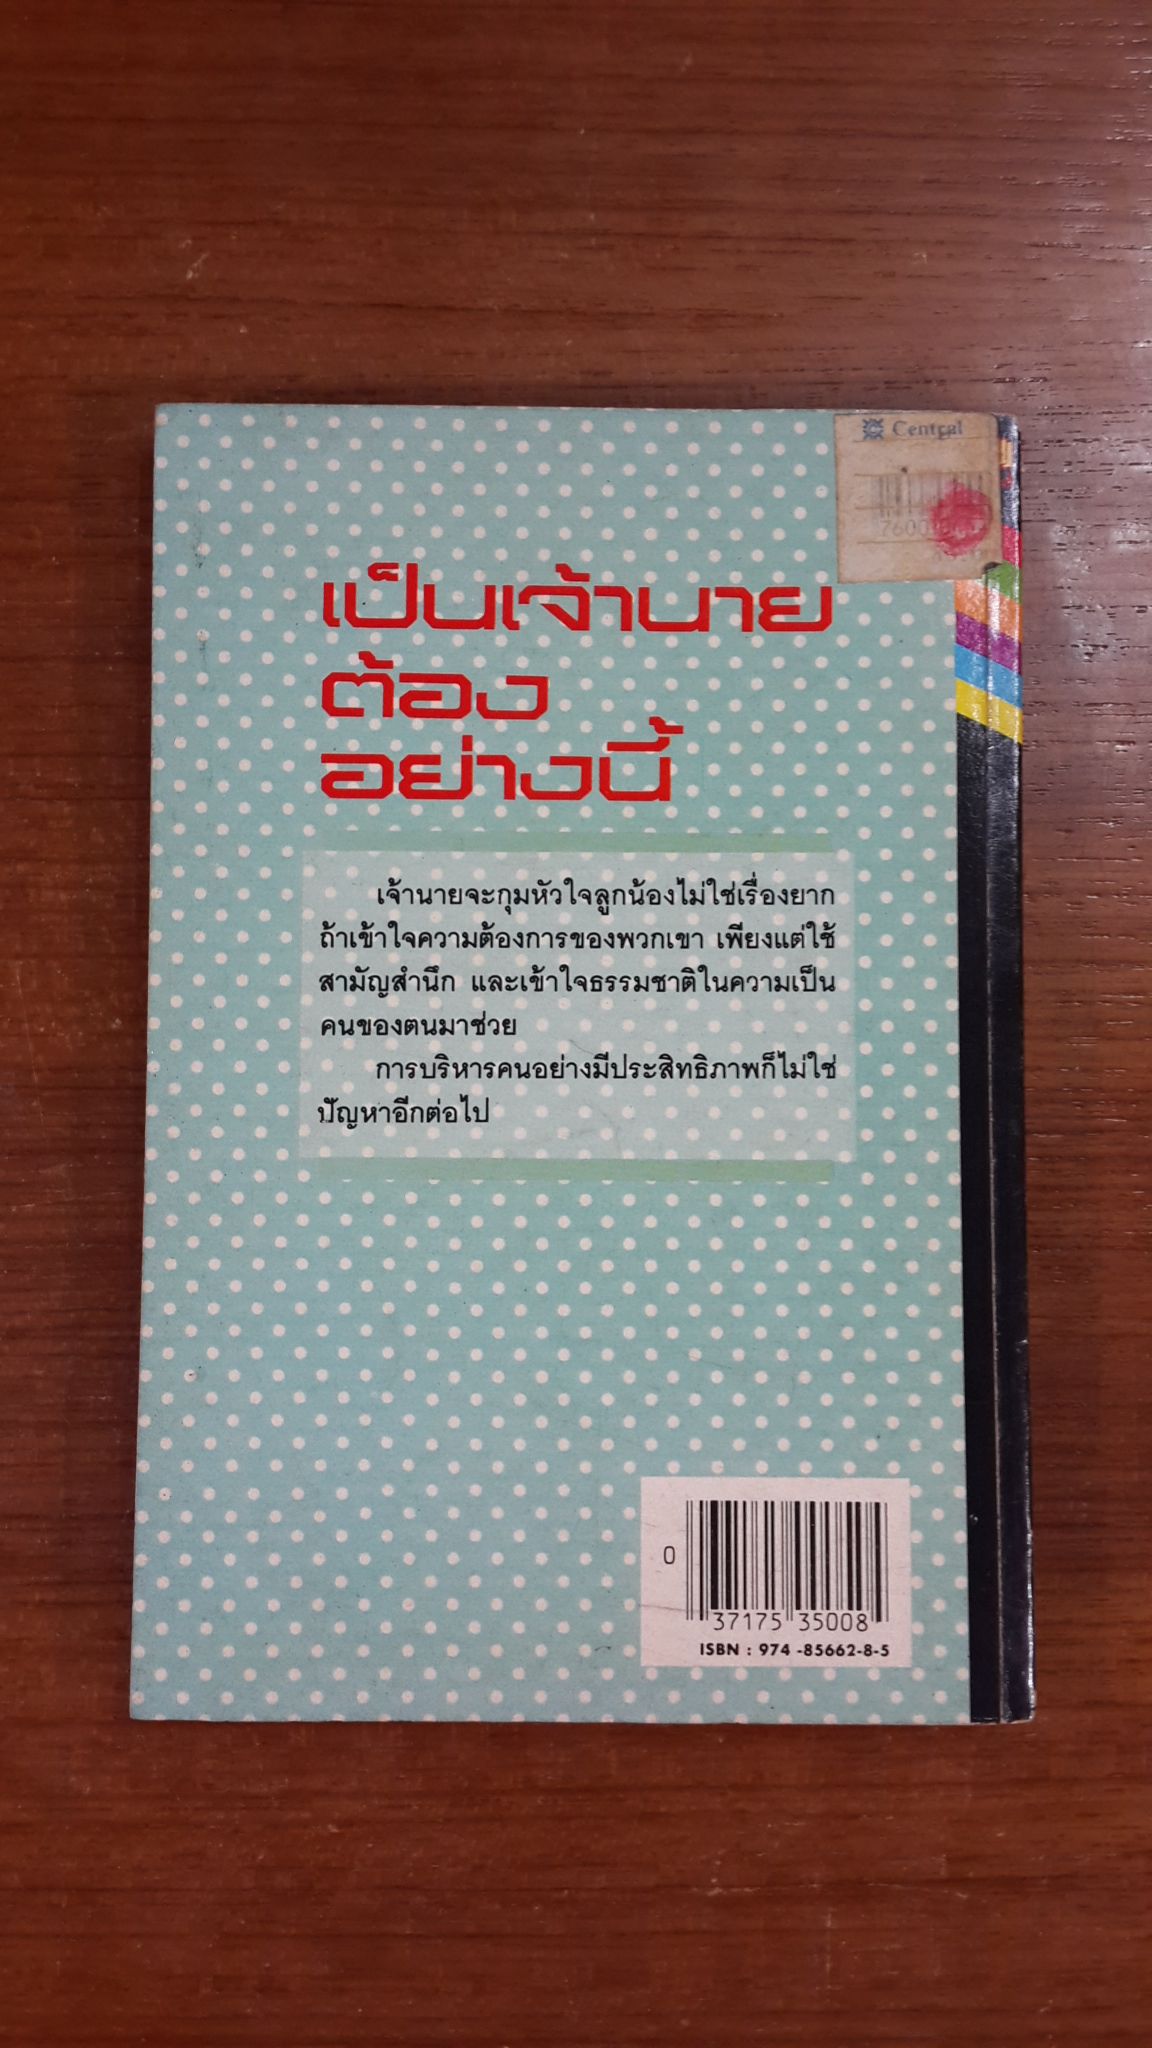 Central
เป็นเจ้านาย
ต้อง
อย่างนี้
เจ้านายจะกุมหัวใจลูกน้องไม่ใช่เรื่องยาก
ถ้าเข้าใจความต้องการของพวกเขา เพียงแต่ใช้
สามัญสำนึก และเข้าใจธรรมชาติในความเป็น
คนของตนมาช่วย
การบริหารคนอย่างมีประสิทธิภาพก็ไม่ใช่
ปัญหาอีกต่อไป
0
37175 35008
ISBN : 974 -85662-8-5